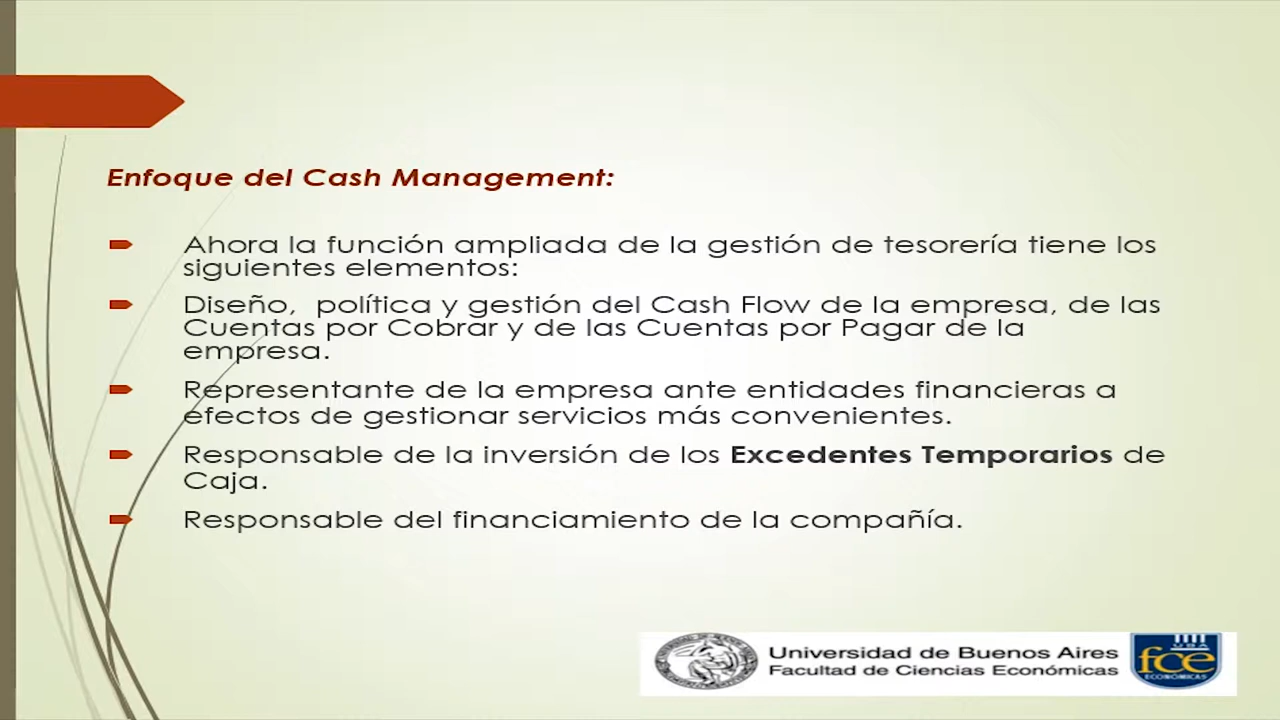 Enfoque del Cash Management:
Ahora la función ampliada de la gestión de tesorería tiene los
siguientes elementos:
Diseño, política y gestión del Cash Flow de la empresa, de las
Cuentas por Cobrar y de las Cuentas por Pagar de la
empresa.
Representante de la empresa ante entidades financieras a
efectos de gestionar servicios más convenientes.
Responsable de la inversión de los Excedentes Temporarios de
Caja.
Responsable del financiamiento de la compañía.
Universidad de Buenos Aires
Facultad de Ciencias Económicas
UBA
fce
ECONÓMICAS